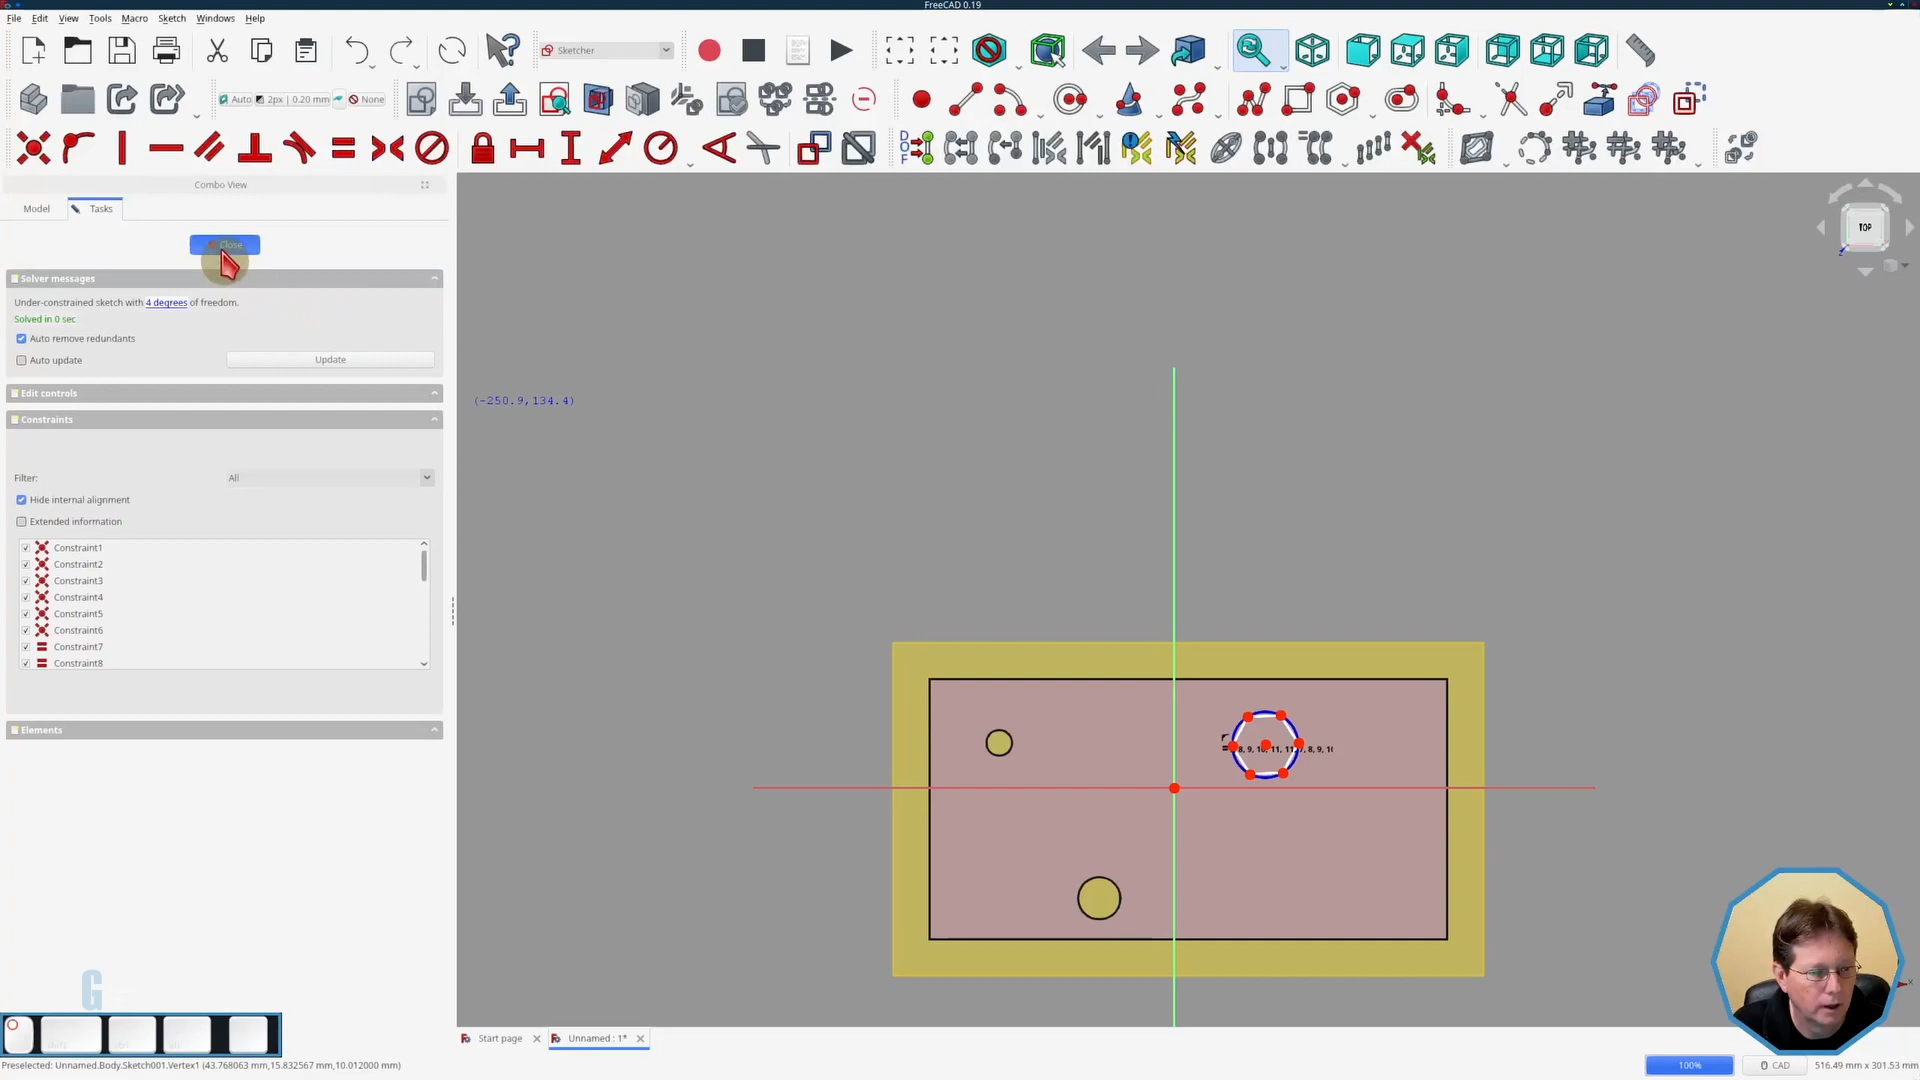 FreeCAD 0.19
File Edit View Tools Macro Sketch Windows Help
Sketcher
Auto 2px | 0.20 mm None
DOF
Combo View
Model Tasks
Close
Solver messages
Under-constrained sketch with 4 degrees of freedom.
Solved in 0 sec
Auto remove redundants
Auto update Update
Edit controls
Constraints
Filter: All
Hide internal alignment
Extended information
Constraint1
Constraint2
Constraint3
Constraint4
Constraint5
Constraint6
Constraint7
Constraint8
Elements
(-250.9,134.4)
TOP
G
Start page Unnamed : 1*
Preselected: Unnamed.Body.Sketch001.Vertex1 (43.768063 mm,15.832567 mm,10.012000 mm)
100% CAD 516.49 mm x 301.53 mm